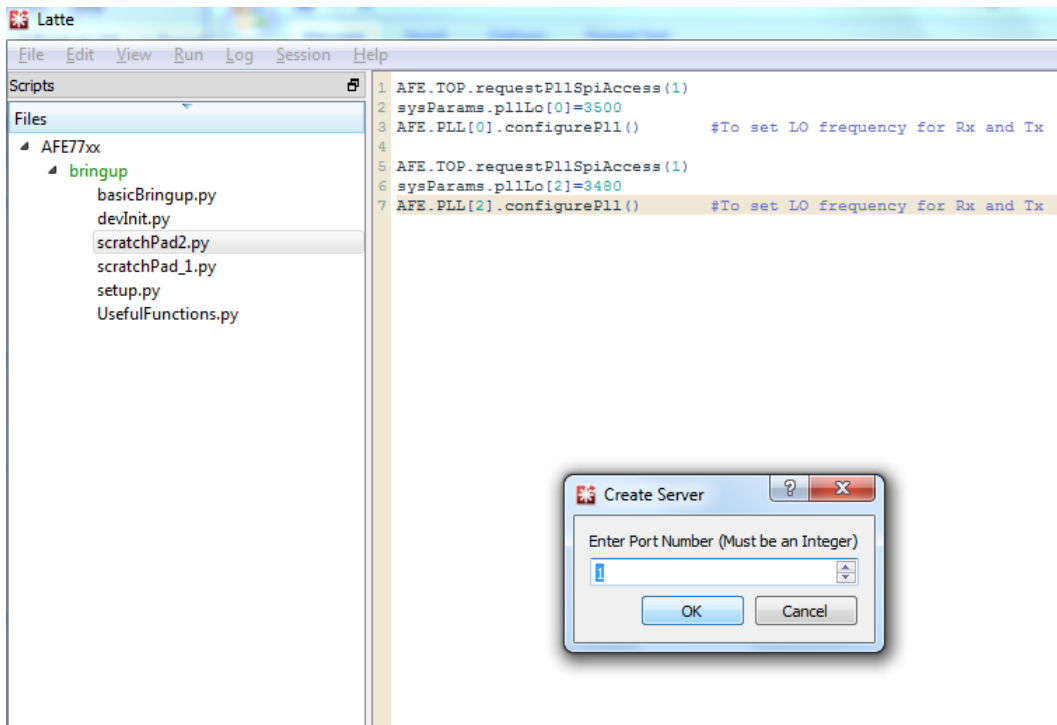 Latte
File Edit View Run Log Session Help
Scripts
Files
AFE77xx
bringup
basicBringup.py
devInit.py
scratchPad2.py
scratchPad_1.py
setup.py
UsefulFunctions.py
1 AFE.TOP.requestPllSpiAccess(1)
2 sysParams.pllLo[0]=3500
3 AFE.PLL[0].configurePll() #To set LO frequency for Rx and Tx
4
5 AFE.TOP.requestPllSpiAccess(1)
6 sysParams.pllLo[2]=3480
7 AFE.PLL[2].configurePll() #To set LO frequency for Rx and Tx
Create Server
Enter Port Number (Must be an Integer)
1
OK Cancel